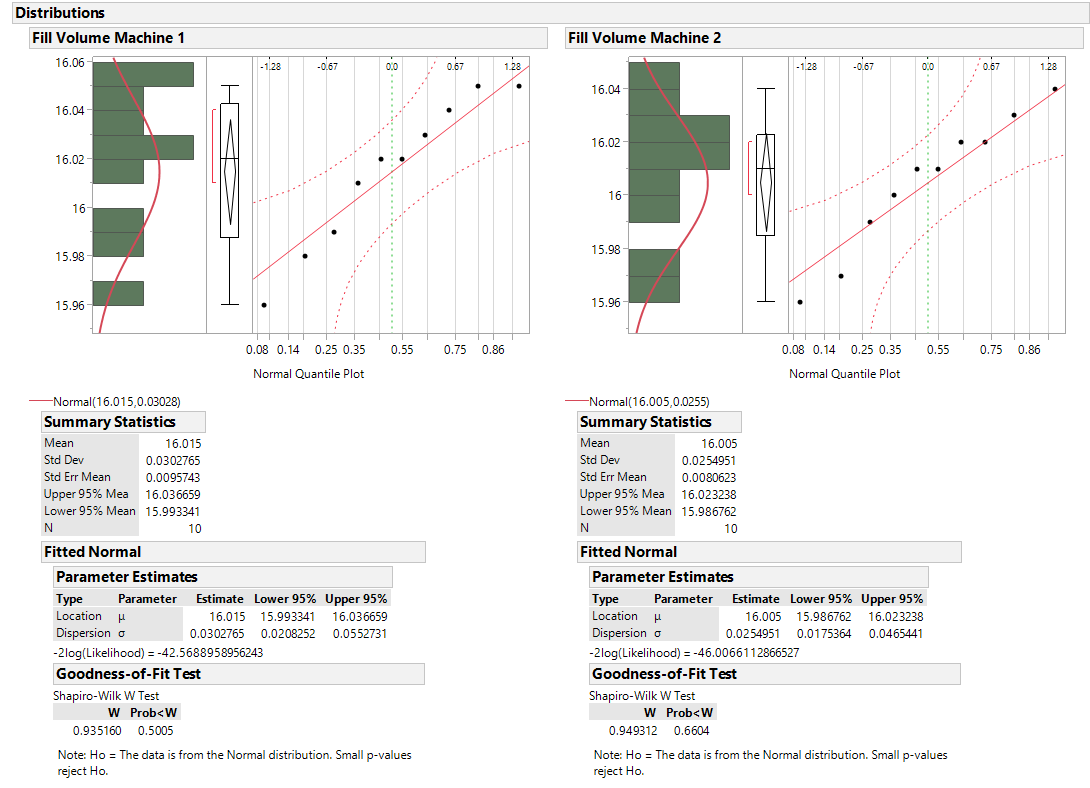 Distributions
Fill Volume Machine 1
16.06
16.04
16.02
16
15.98
15.96
-1.28 -0.67 0.0 0.67 1.28
0.08 0.14 0.25 0.35 0.55 0.75 0.86
Normal Quantile Plot
Normal(16.015,0.03028)
Summary Statistics
Mean 16.015
Std Dev 0.0302765
Std Err Mean 0.0095743
Upper 95% Mea 16.036659
Lower 95% Mean 15.993341
N 10
Fitted Normal
Parameter Estimates
Type Parameter Estimate Lower 95% Upper 95%
Location μ 16.015 15.993341 16.036659
Dispersion σ 0.0302765 0.0208252 0.0552731
-2log(Likelihood) = -42.5688958956243
Goodness-of-Fit Test
Shapiro-Wilk W Test
W Prob<W
0.935160 0.5005
Note: Ho = The data is from the Normal distribution. Small p-values
reject Ho.
Fill Volume Machine 2
16.04
16.02
16
15.98
15.96
-1.28 -0.67 0.0 0.67 1.28
0.08 0.14 0.25 0.35 0.55 0.75 0.86
Normal Quantile Plot
Normal(16.005,0.0255)
Summary Statistics
Mean 16.005
Std Dev 0.0254951
Std Err Mean 0.0080623
Upper 95% Mea 16.023238
Lower 95% Mean 15.986762
N 10
Fitted Normal
Parameter Estimates
Type Parameter Estimate Lower 95% Upper 95%
Location μ 16.005 15.986762 16.023238
Dispersion σ 0.0254951 0.0175364 0.0465441
-2log(Likelihood) = -46.0066112866527
Goodness-of-Fit Test
Shapiro-Wilk W Test
W Prob<W
0.949312 0.6604
Note: Ho = The data is from the Normal distribution. Small p-values
reject Ho.